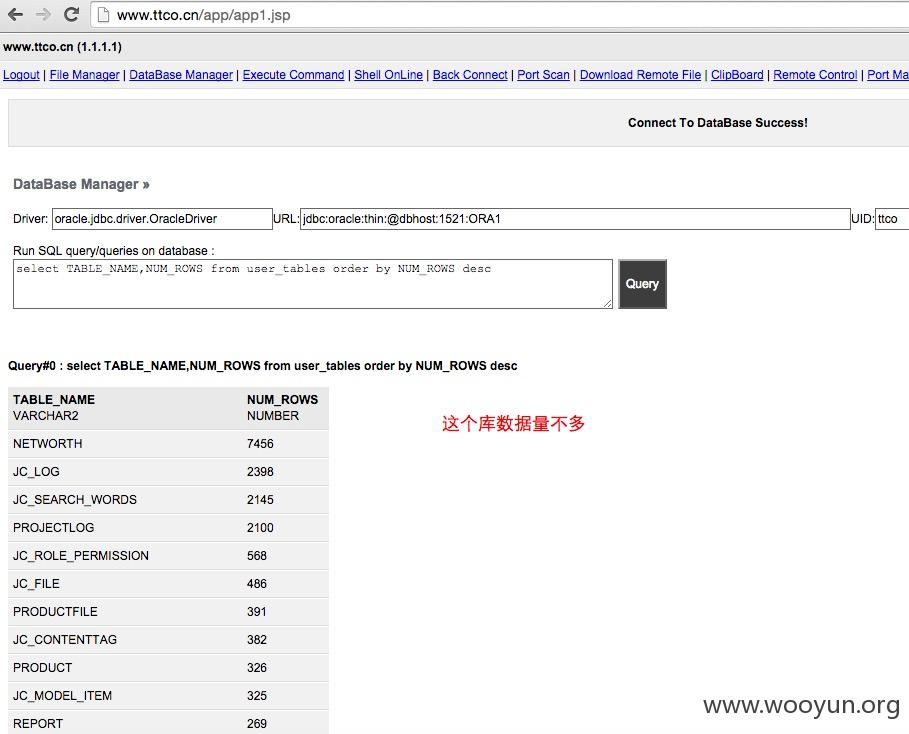 www.ttco.cn/app/app1.jsp
www.ttco.cn (1.1.1.1)
Logout | File Manager | DataBase Manager | Execute Command | Shell OnLine | Back Connect | Port Scan | Download Remote File | ClipBoard | Remote Control | Port Ma
Connect To DataBase Success!
DataBase Manager »
Driver: oracle.jdbc.driver.OracleDriver URL: jdbc:oracle:thin:@dbhost:1521:ORA1 UID: ttco
Run SQL query/queries on database :
select TABLE_NAME,NUM_ROWS from user_tables order by NUM_ROWS desc
Query
Query#0 : select TABLE_NAME,NUM_ROWS from user_tables order by NUM_ROWS desc
TABLE_NAME NUM_ROWS
VARCHAR2 NUMBER
这个库数据量不多
NETWORTH 7456
JC_LOG 2398
JC_SEARCH_WORDS 2145
PROJECTLOG 2100
JC_ROLE_PERMISSION 568
JC_FILE 486
PRODUCTFILE 391
JC_CONTENTTAG 382
PRODUCT 326
JC_MODEL_ITEM 325
REPORT 269
www.wooyun.org